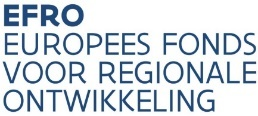 EFRO
EUROPEES FONDS
VOOR REGIONALE
ONTWIKKELING